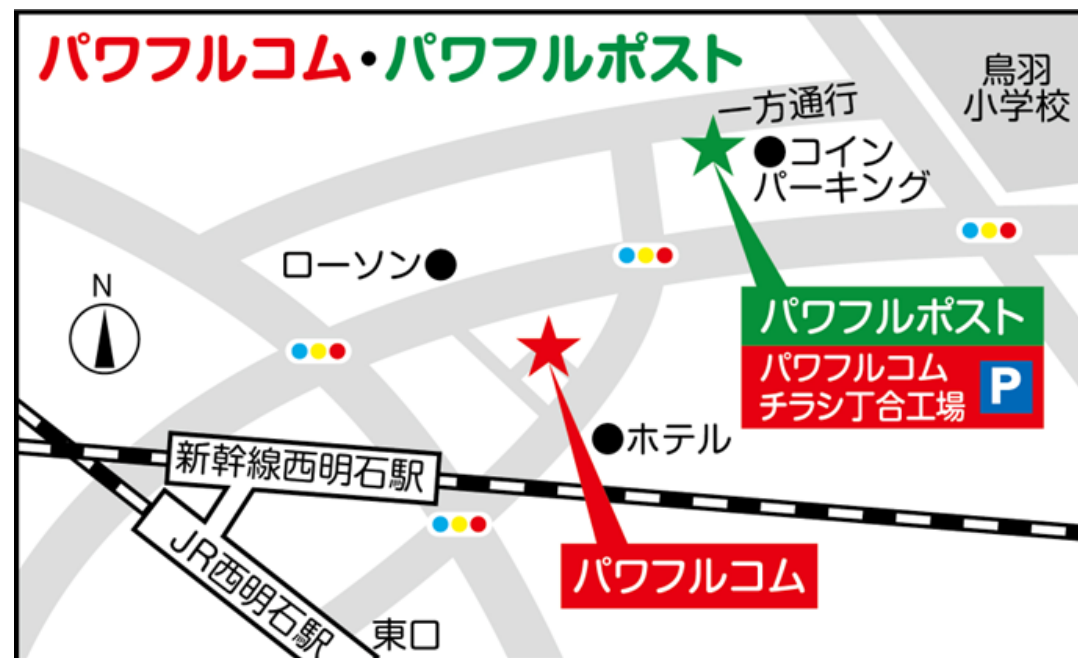 パワフルコム・パワフルポスト
鳥羽
小学校
一方通行
コイン
パーキング
ローソン
N
パワフルポスト
パワフルコム
チラシ丁合工場
P
ホテル
新幹線西明石駅
JR西明石駅
パワフルコム
東口